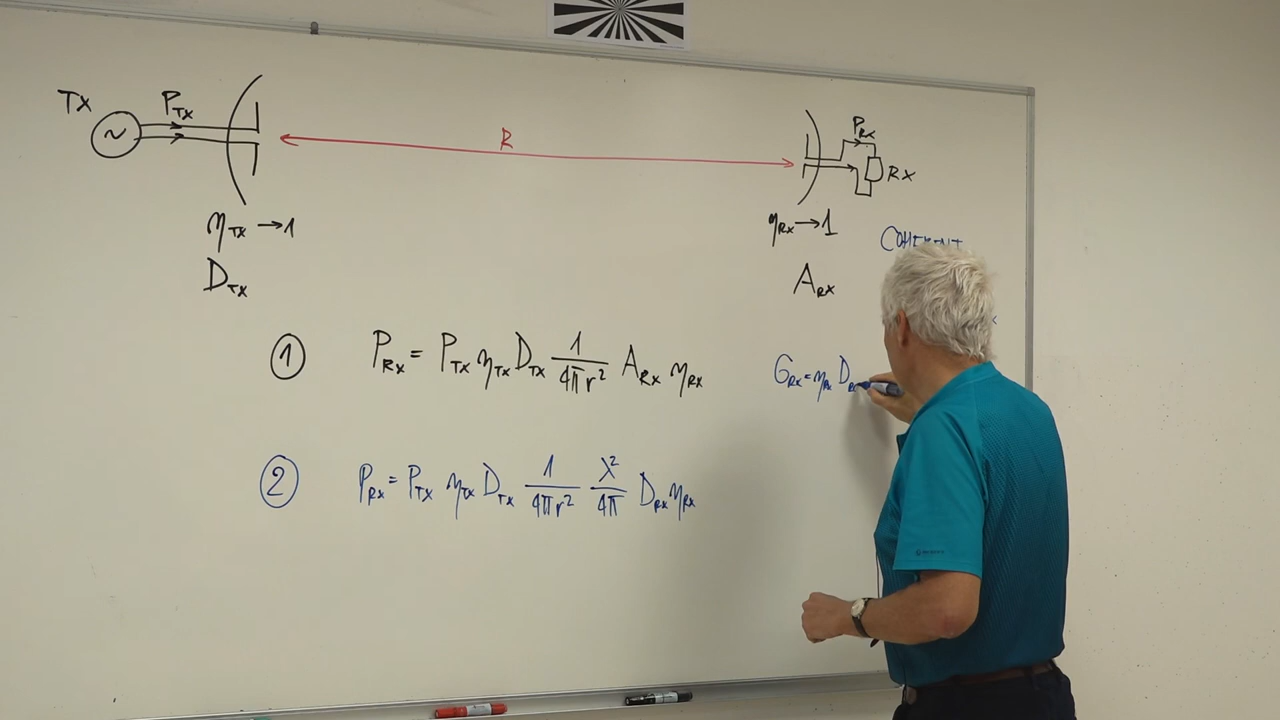 TX
P_TX
R
P_RX
RX
η_TX → 1
D_TX
η_RX → 1
A_RX
COHERENT
① P_RX = P_TX η_TX D_TX 1/(4πr²) A_RX η_RX
G_RX = η_RX D_RX
② P_RX = P_TX η_TX D_TX 1/(4πr²) λ²/(4π) D_RX η_RX